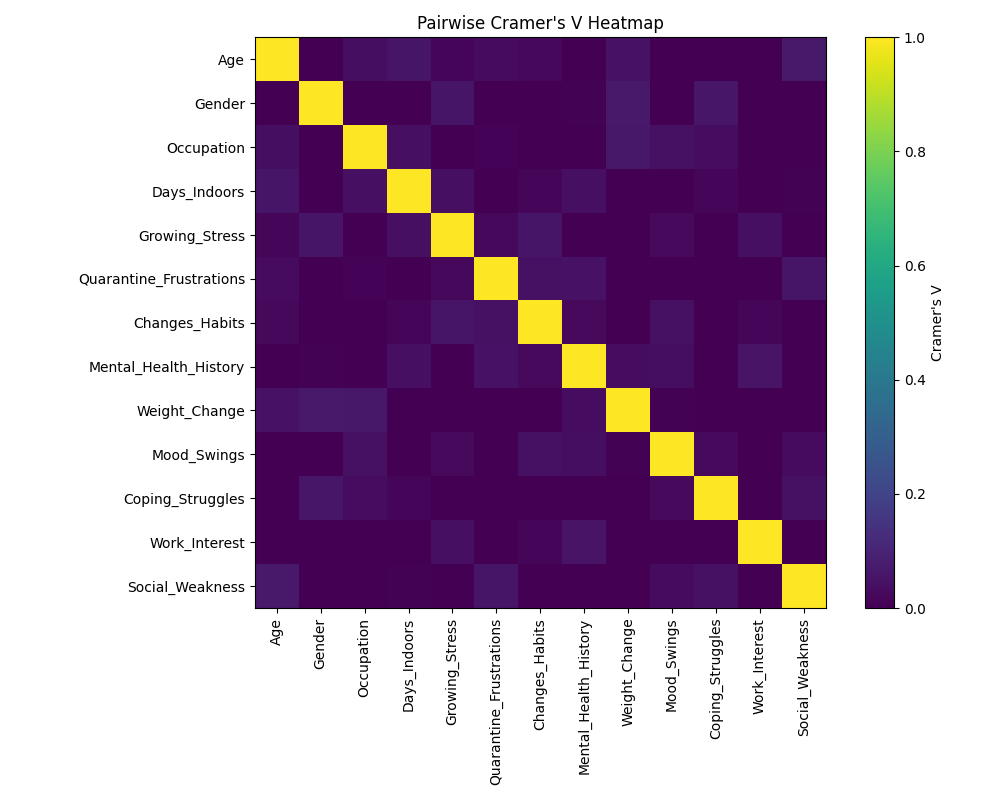 Pairwise Cramer's V Heatmap
Age
Gender
Occupation
Days_Indoors
Growing_Stress
Quarantine_Frustrations
Changes_Habits
Mental_Health_History
Weight_Change
Mood_Swings
Coping_Struggles
Work_Interest
Social_Weakness
Age
Gender
Occupation
Days_Indoors
Growing_Stress
Quarantine_Frustrations
Changes_Habits
Mental_Health_History
Weight_Change
Mood_Swings
Coping_Struggles
Work_Interest
Social_Weakness
1.0
0.8
0.6
0.4
0.2
0.0
Cramer's V